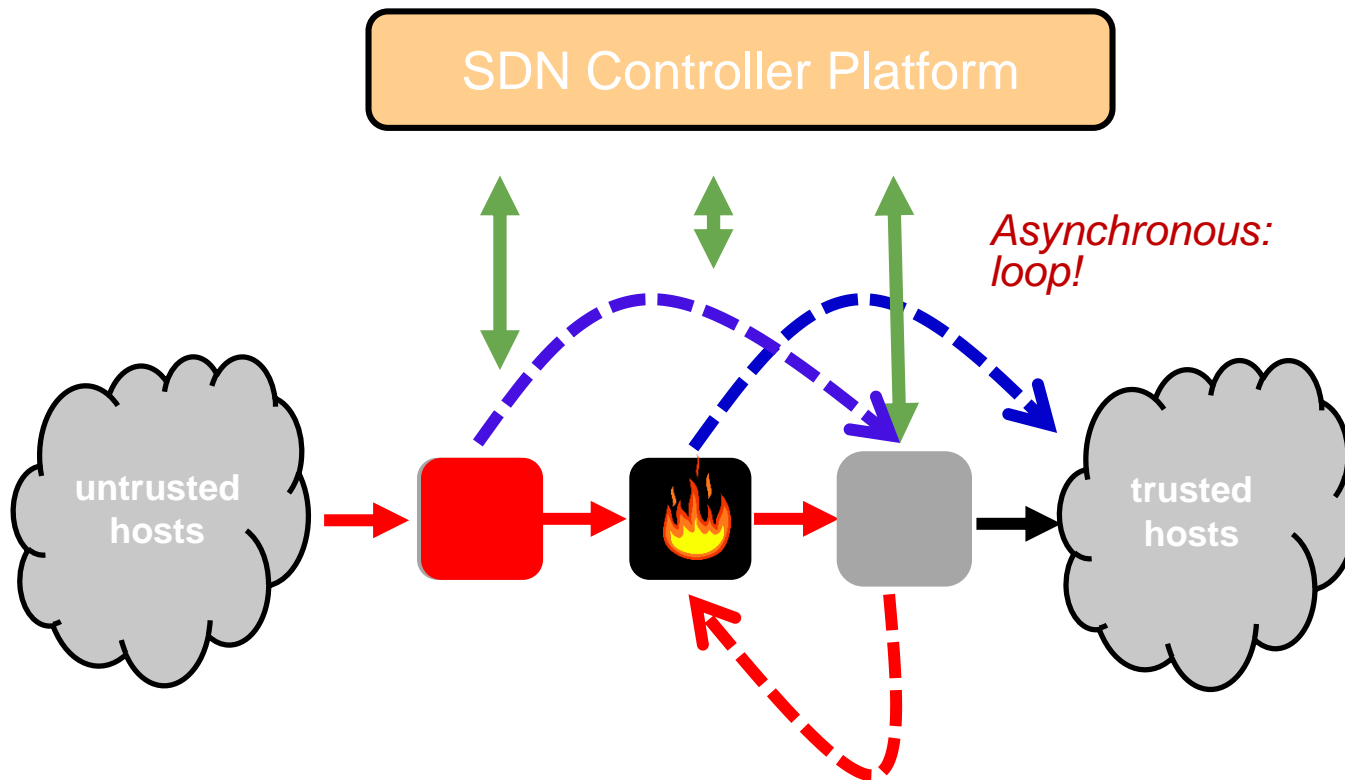 SDN Controller Platform
Asynchronous:
loop!
untrusted
hosts
trusted
hosts